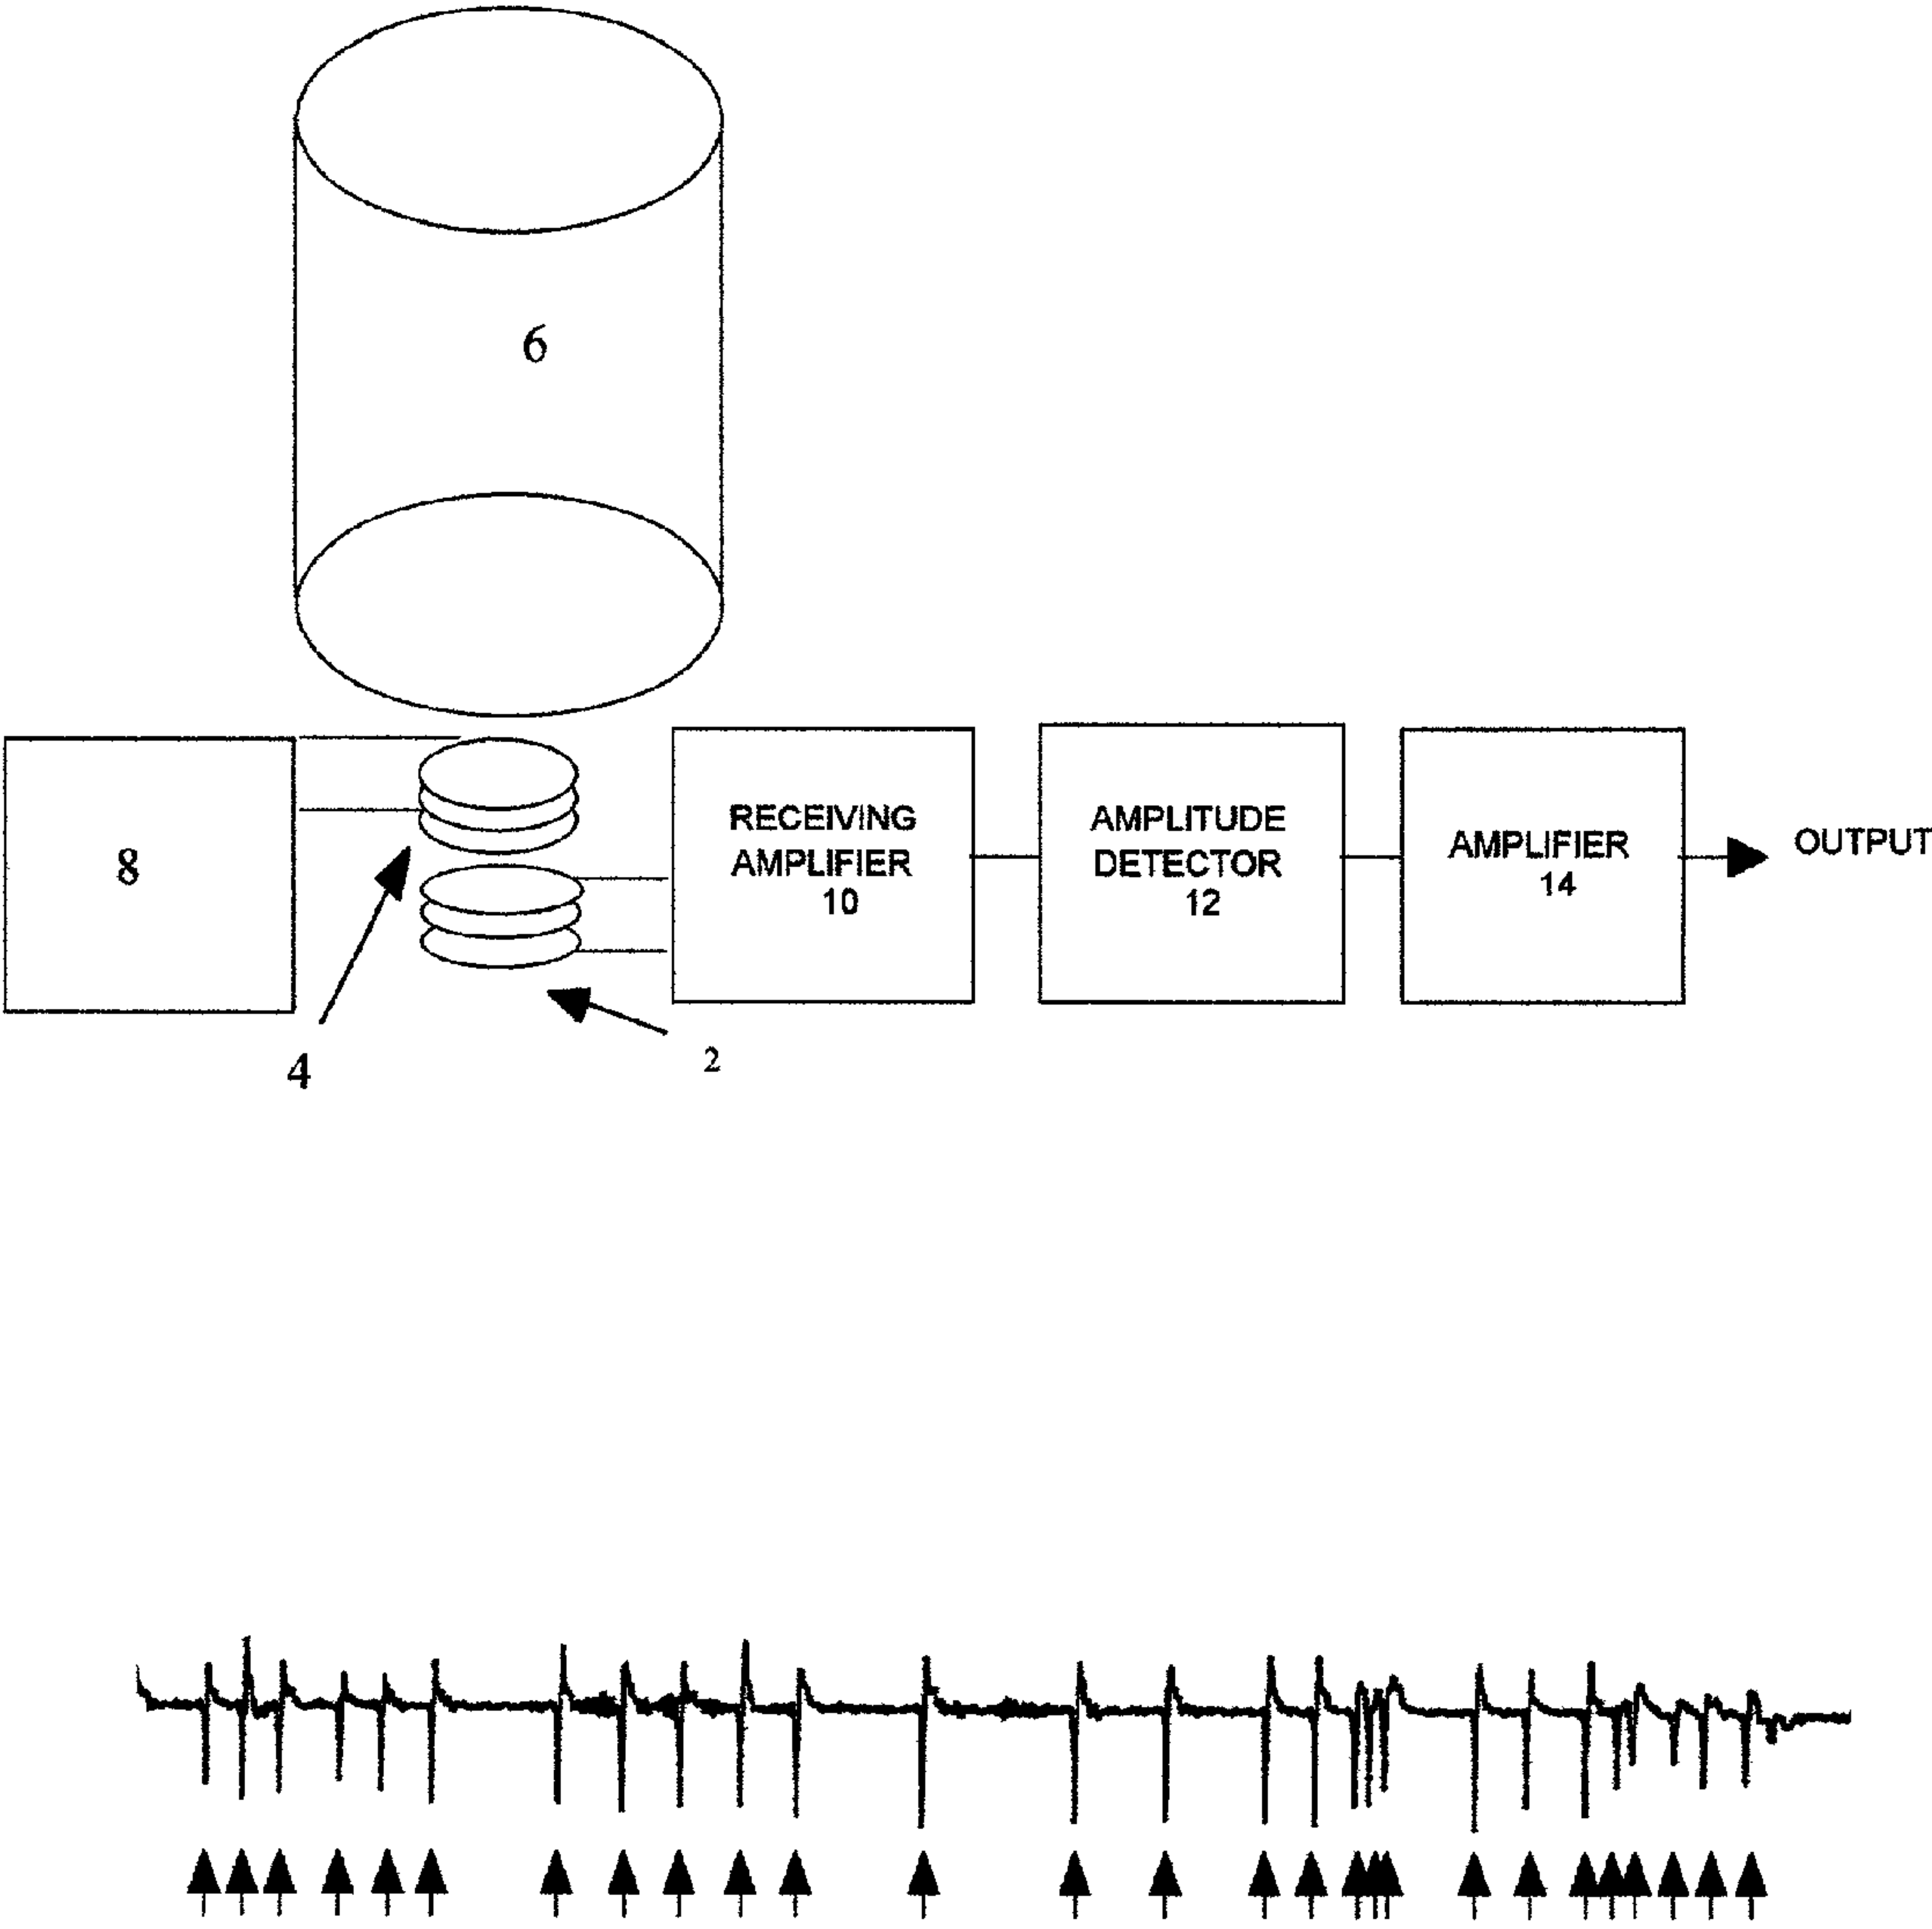 6
8
RECEIVING
AMPLIFIER
10
AMPLITUDE
DETECTOR
12
AMPLIFIER
14
OUTPUT
4
2